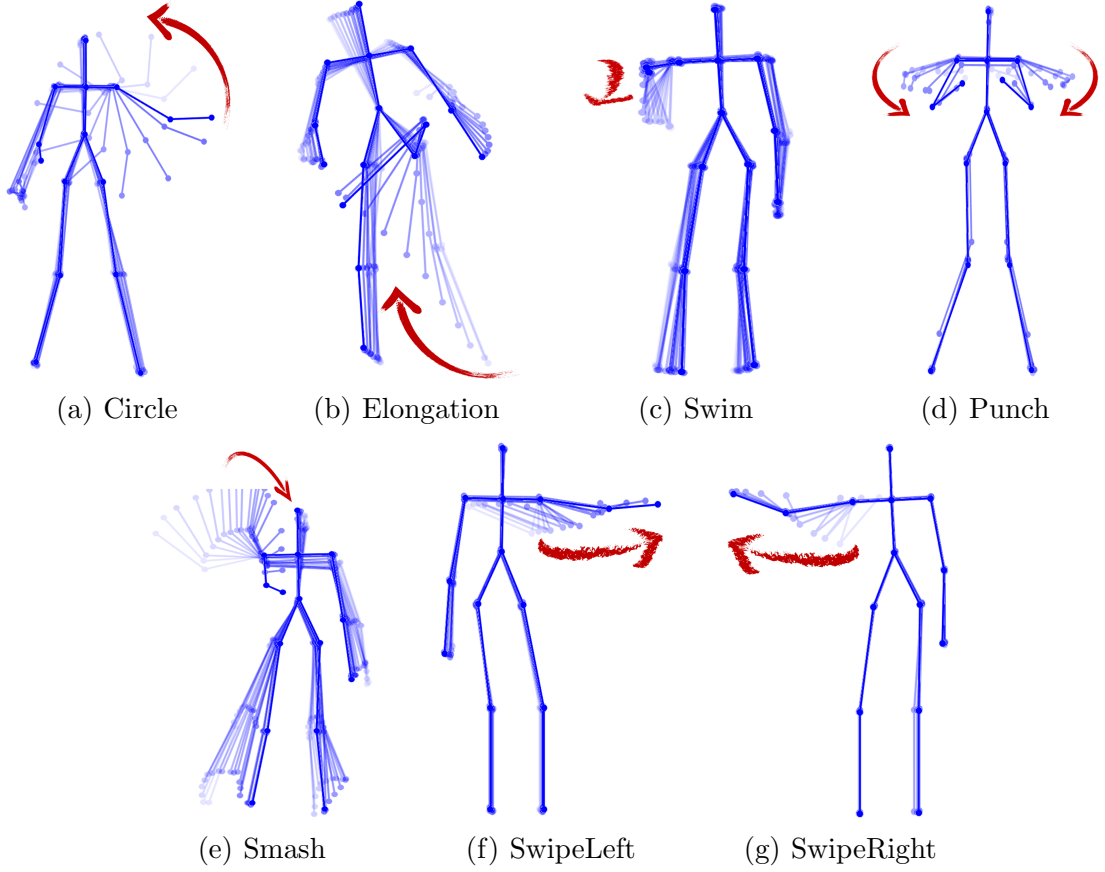 (a) Circle
(b) Elongation
(c) Swim
(d) Punch
(e) Smash
(f) SwipeLeft
(g) SwipeRight